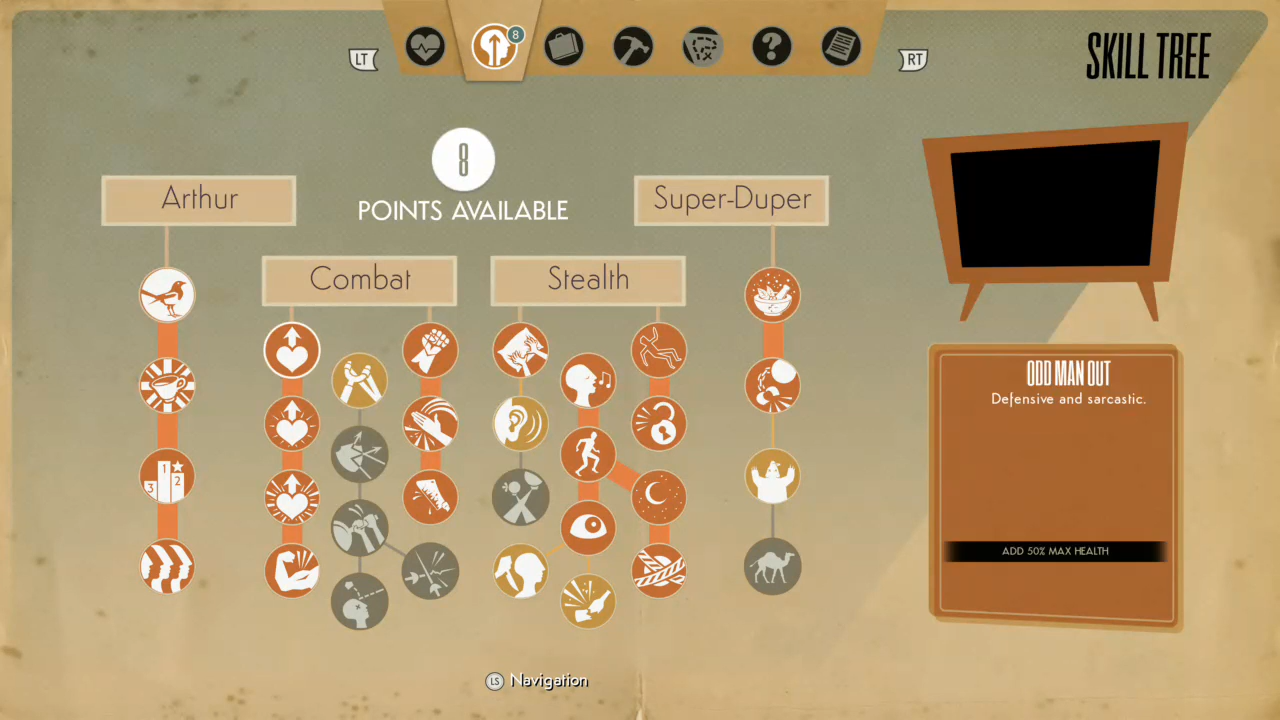 LT
8
RT
SKILL TREE
8
POINTS AVAILABLE
Arthur
Super-Duper
Combat
Stealth
1
2
3
ODD MAN OUT
Defensive and sarcastic.
ADD 50% MAX HEALTH
LS Navigation